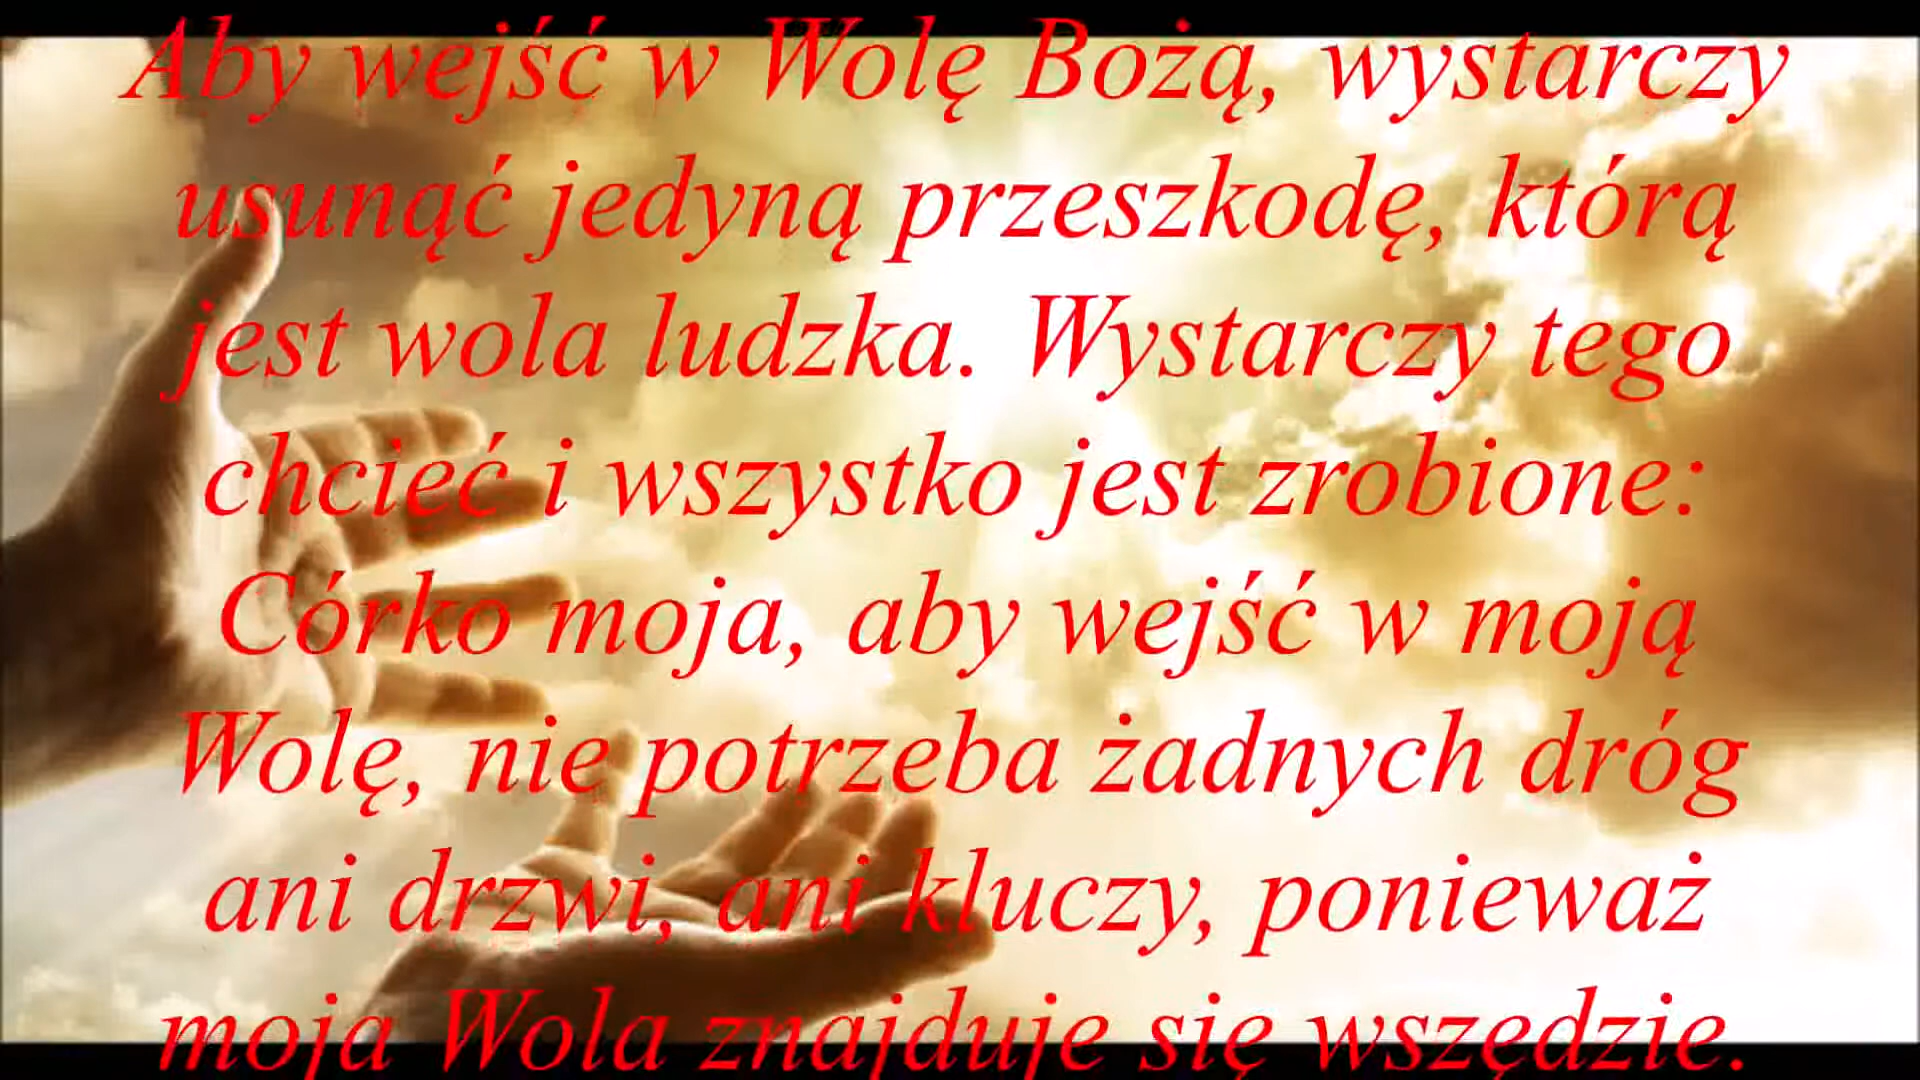 Aby wejść w Wolę Bożą, wystarczy
usunąć jedyną przeszkodę, którą
jest wola ludzka. Wystarczy tego
chcieć i wszystko jest zrobione:
Córko moja, aby wejść w moją
Wolę, nie potrzeba żadnych dróg
ani drzwi, ani kluczy, ponieważ
moja Wola znajduje się wszędzie.